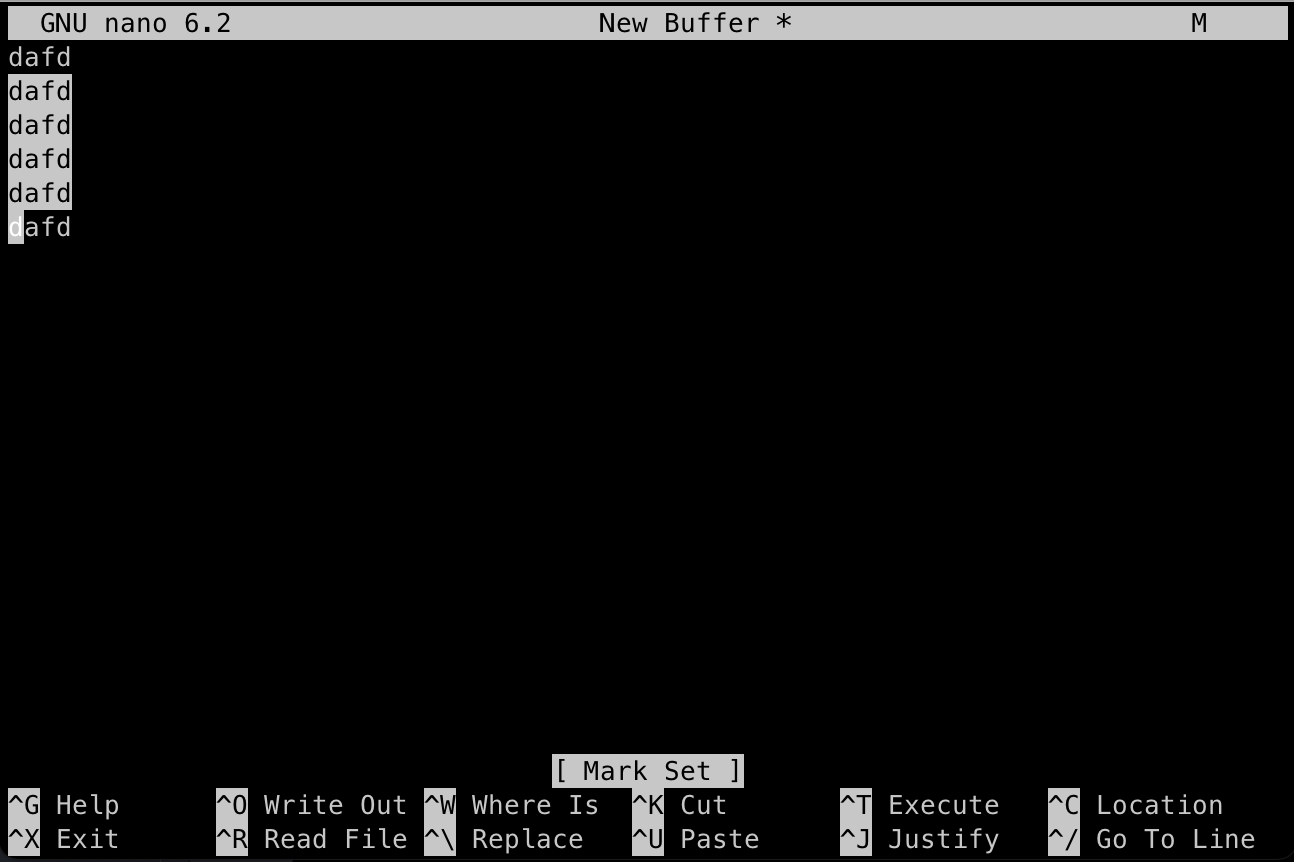 GNU nano 6.2 New Buffer * M
dafd
dafd
dafd
dafd
dafd
dafd
[ Mark Set ]
^G Help ^O Write Out ^W Where Is ^K Cut ^T Execute ^C Location
^X Exit ^R Read File ^\ Replace ^U Paste ^J Justify ^/ Go To Line